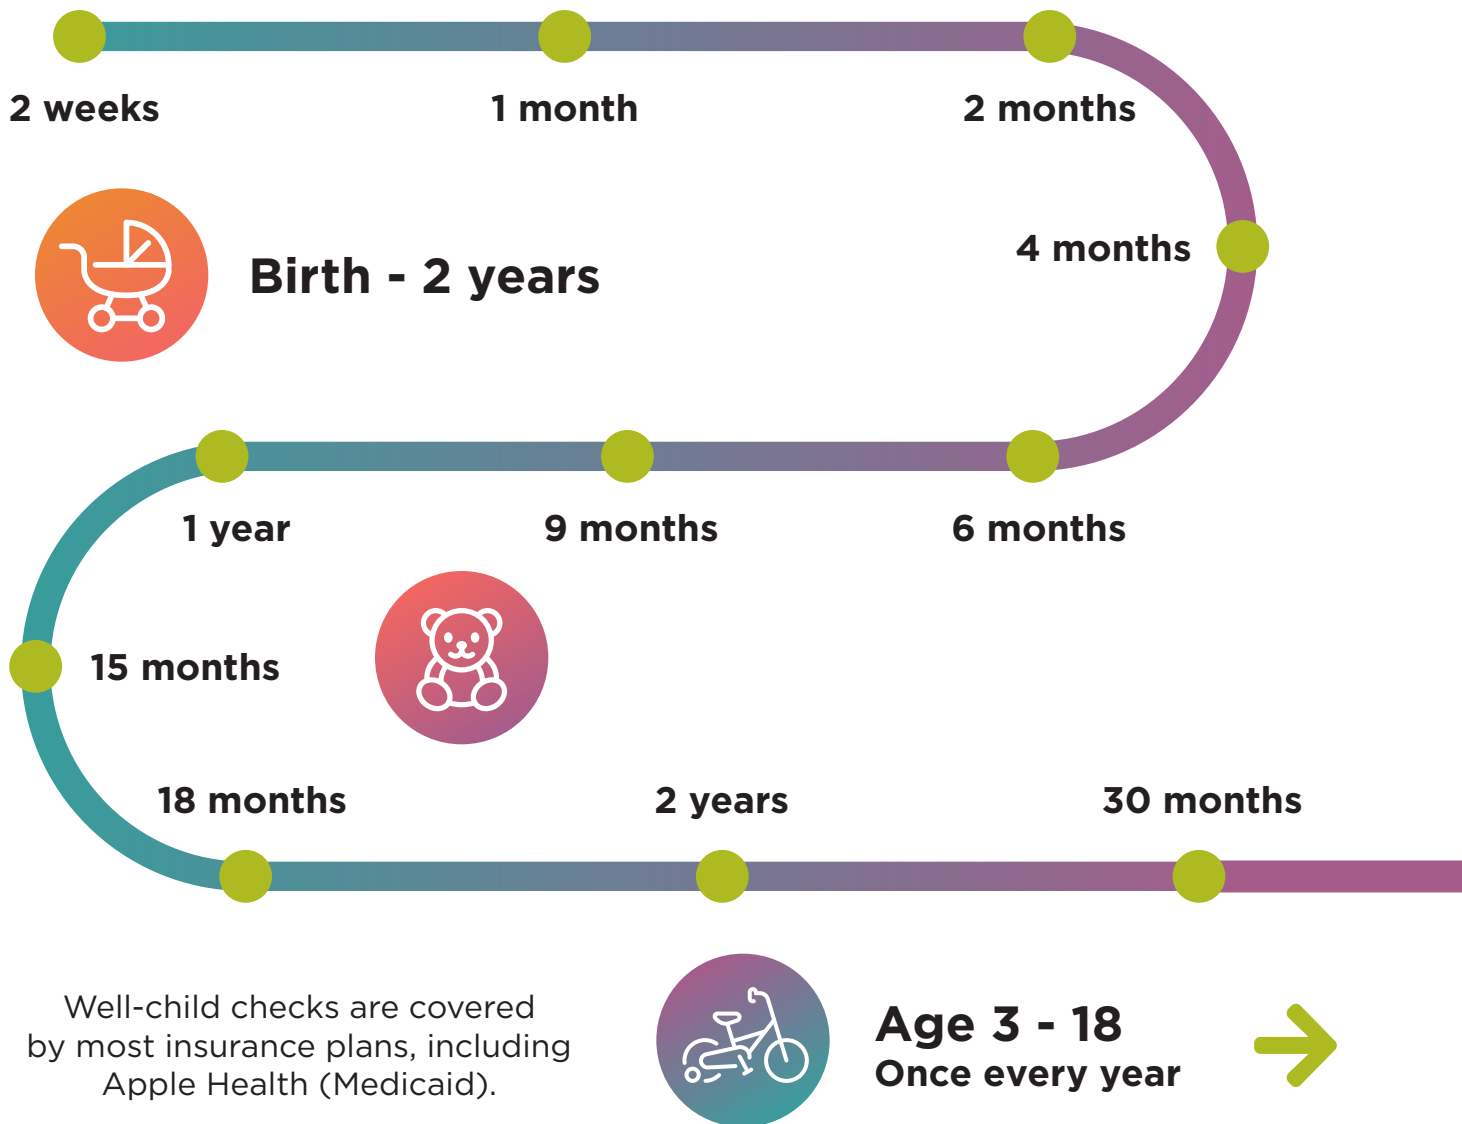 2 weeks
1 month
2 months
4 months
Birth - 2 years
6 months
9 months
1 year
15 months
18 months
2 years
30 months
Well-child checks are covered
by most insurance plans, including
Apple Health (Medicaid).
Age 3 - 18
Once every year